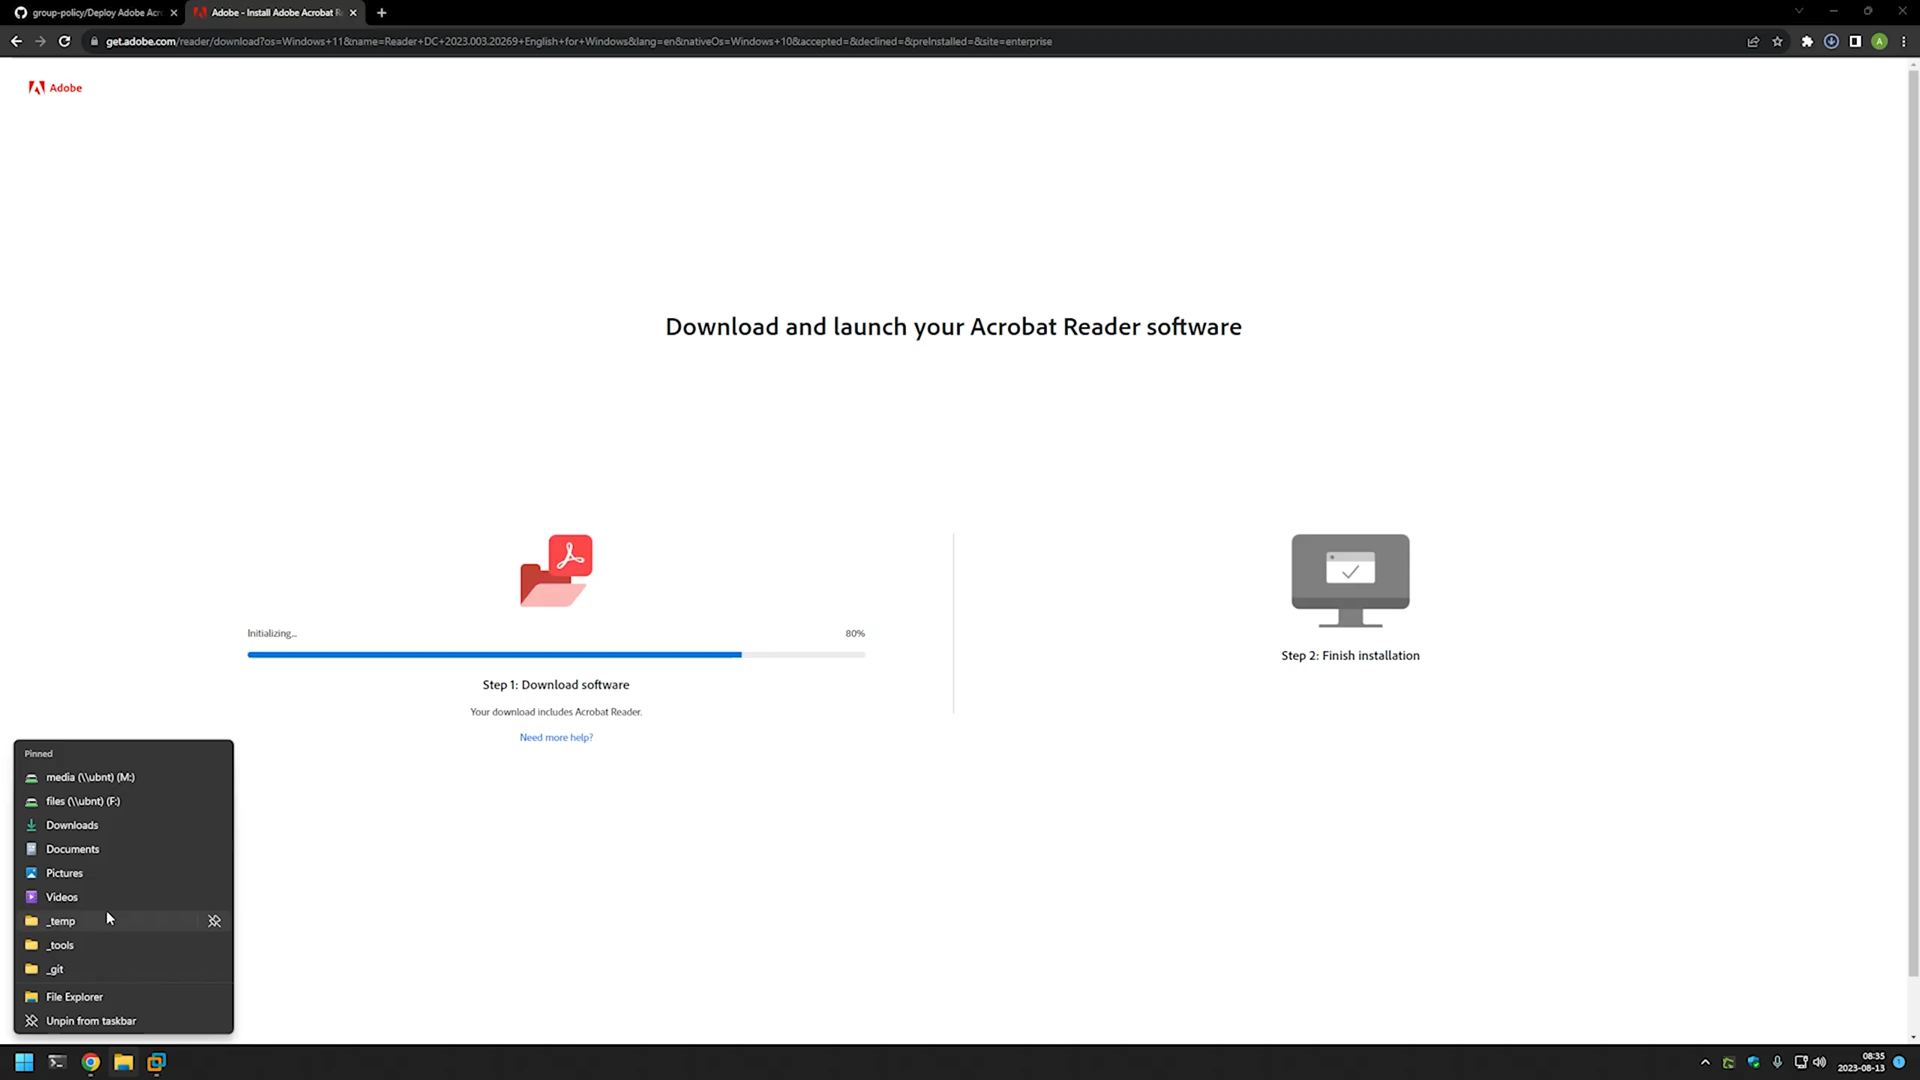 group-policy/Deploy Adobe Acr
Adobe - Install Adobe Acrobat R
get.adobe.com/reader/download?os=Windows+11&name=Reader+DC+2023.003.20269+English+for+Windows&lang=en&nativeOs=Windows+10&accepted=&declined=&preInstalled=&site=enterprise
A
Adobe
Download and launch your Acrobat Reader software
Initializing...
80%
Step 1: Download software
Your download includes Acrobat Reader.
Need more help?
Step 2: Finish installation
Pinned
media (\\ubnt) (M:)
files (\\ubnt) (F:)
Downloads
Documents
Pictures
Videos
_temp
_tools
_git
File Explorer
Unpin from taskbar
08:35
2023-08-13
1